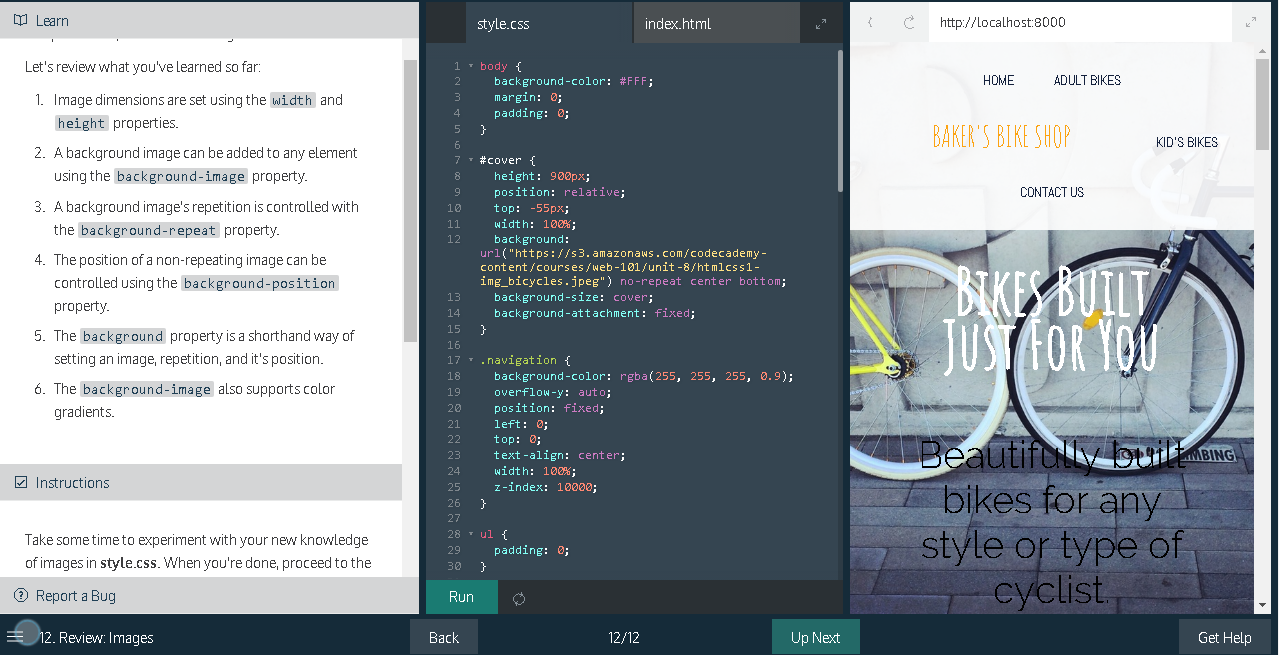 Learn
Let's review what you've learned so far:
1. Image dimensions are set using the width and
height properties.
2. A background image can be added to any element
using the background-image property.
3. A background image's repetition is controlled with
the background-repeat property.
4. The position of a non-repeating image can be
controlled using the background-position
property.
5. The background property is a shorthand way of
setting an image, repetition, and it's position.
6. The background-image also supports color
gradients.
Instructions
Take some time to experiment with your new knowledge
of images in style.css. When you're done, proceed to the
Report a Bug
style.css
index.html
1 body {
2 background-color: #FFF;
3 margin: 0;
4 padding: 0;
5 }
6
7 #cover {
8 height: 900px;
9 position: relative;
10 top: -55px;
11 width: 100%;
12 background:
url("https://s3.amazonaws.com/codecademy-
content/courses/web-101/unit-8/htmlcss1-
img_bicycles.jpeg") no-repeat center bottom;
13 background-size: cover;
14 background-attachment: fixed;
15 }
16
17 .navigation {
18 background-color: rgba(255, 255, 255, 0.9);
19 overflow-y: auto;
20 position: fixed;
21 left: 0;
22 top: 0;
23 text-align: center;
24 width: 100%;
25 z-index: 10000;
26 }
27
28 ul {
29 padding: 0;
30 }
Run
http://localhost:8000
HOME ADULT BIKES
BAKER'S BIKE SHOP
KID'S BIKES
CONTACT US
BIKES BUILT
JUST FOR YOU
Beautifully built
bikes for any
style or type of
cyclist.
12. Review: Images
Back
12/12
Up Next
Get Help